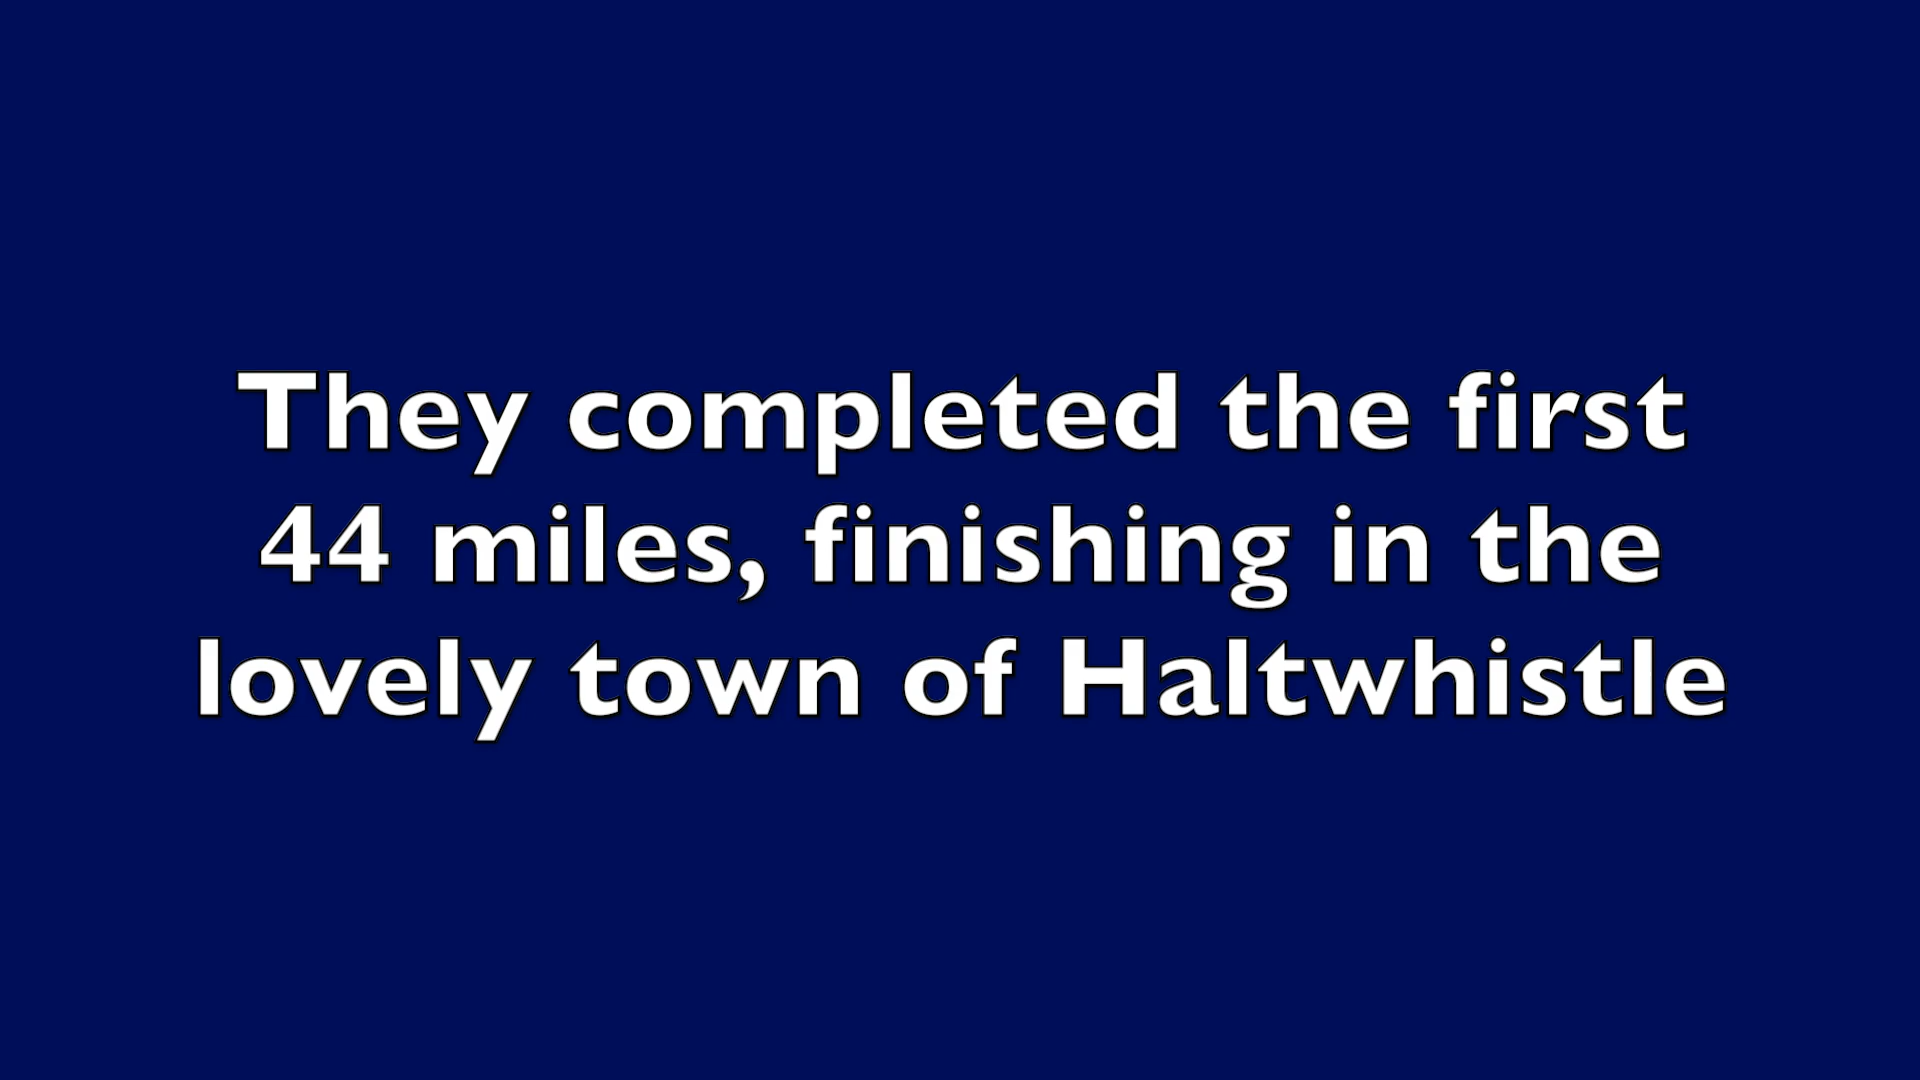 They completed the first
44 miles, finishing in the
lovely town of Haltwhistle